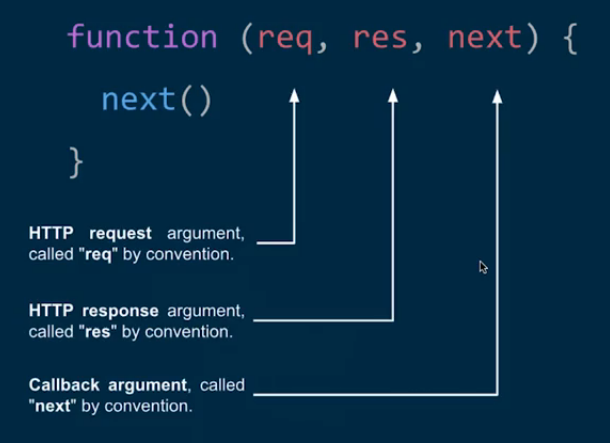 function (req, res, next) {
next()
}
HTTP request argument,
called "req" by convention.
HTTP response argument,
called "res" by convention.
Callback argument, called
"next" by convention.